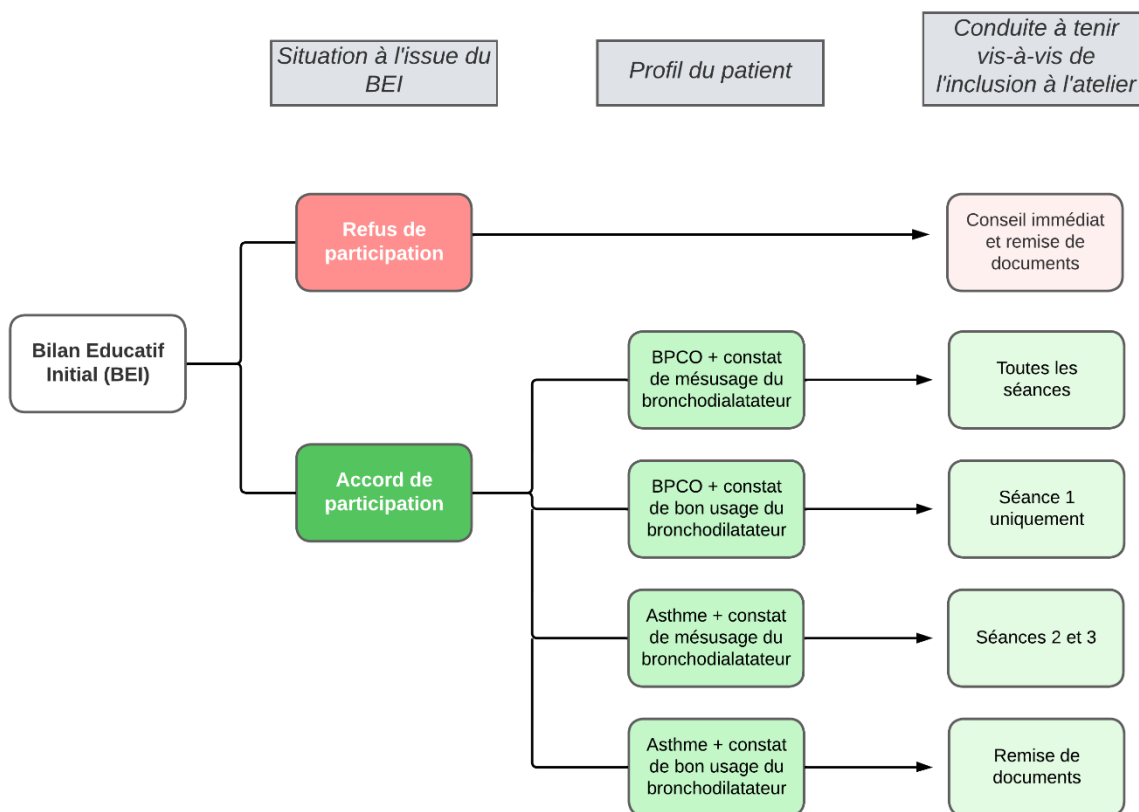 Situation à l'issue du
BEI
Profil du patient
Conduite à tenir
vis-à-vis de
l'inclusion à l'atelier
Refus de
participation
Conseil immédiat
et remise de
documents
Bilan Educatif
Initial (BEI)
BPCO + constat
de mésusage du
bronchodialatateur
Toutes les
séances
Accord de
participation
BPCO + constat
de bon usage du
bronchodilatateur
Séance 1
uniquement
Asthme + constat
de mésusage du
bronchodialatateur
Séances 2 et 3
Asthme + constat
de bon usage du
bronchodilatateur
Remise de
documents